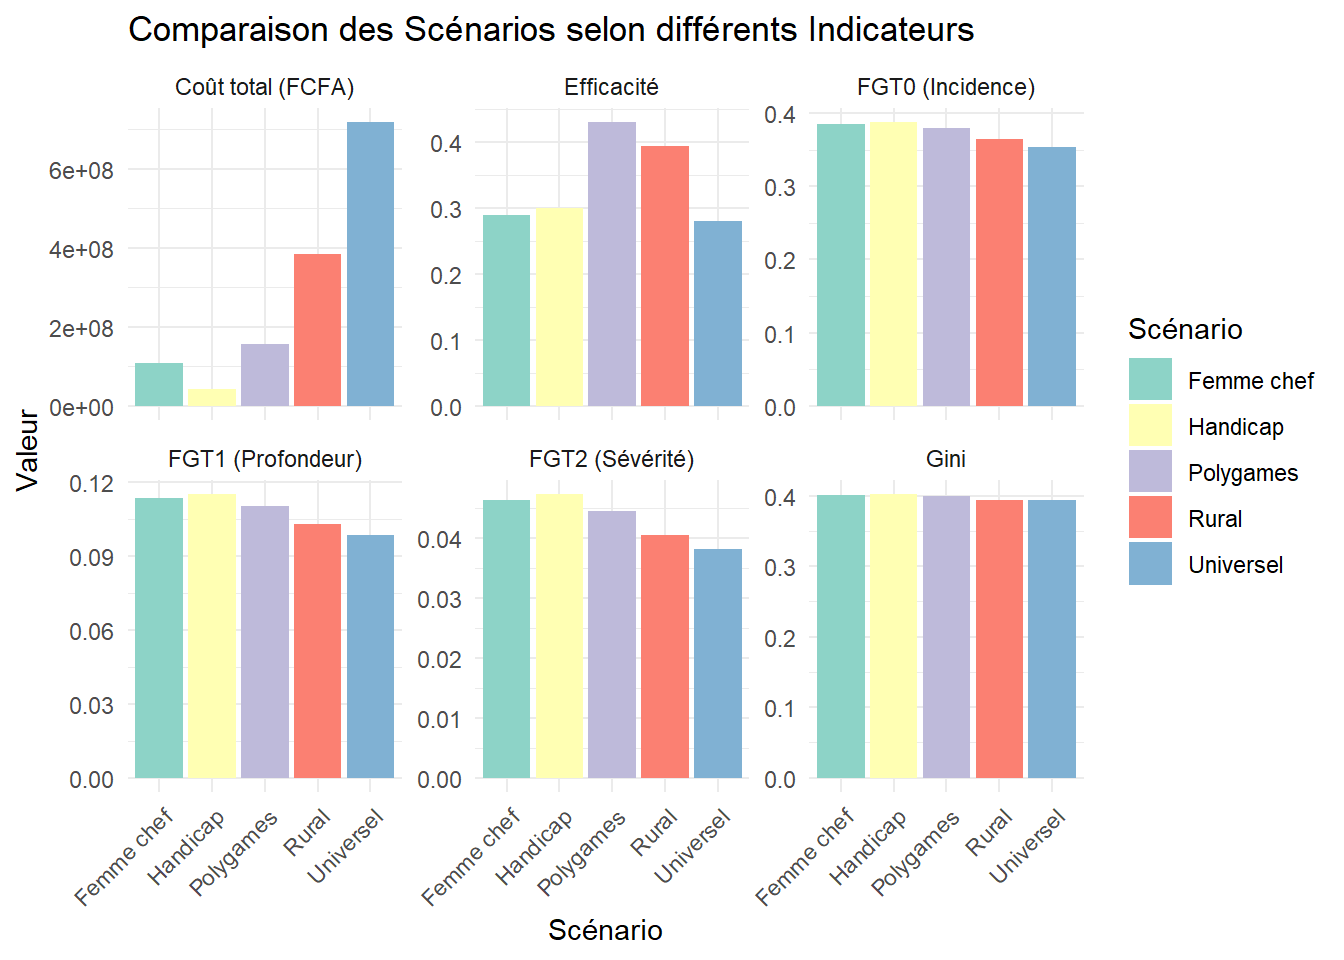 Comparaison des Scénarios selon différents Indicateurs
Coût total (FCFA)
Efficacité
FGT0 (Incidence)
6e+08
4e+08
2e+08
0e+00
0.4
0.3
0.2
0.1
0.0
0.4
0.3
0.2
0.1
0.0
FGT1 (Profondeur)
FGT2 (Sévérité)
Gini
0.12
0.09
0.06
0.03
0.00
0.04
0.03
0.02
0.01
0.00
0.4
0.3
0.2
0.1
0.0
Femme chef
Handicap
Polygames
Rural
Universel
Femme chef
Handicap
Polygames
Rural
Universel
Femme chef
Handicap
Polygames
Rural
Universel
Valeur
Scénario
Scénario
Femme chef
Handicap
Polygames
Rural
Universel